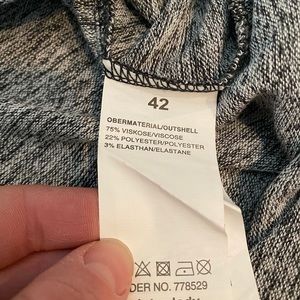 42
OBERMATERIAL/OUTSHELL
75% VISKOSE/VISCOSE
22% POLYESTER/POLYESTER
3% ELASTHAN/ELASTANE
DER NO. 778529